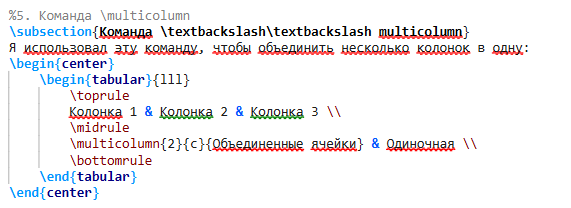 %5. Команда \multicolumn
\subsection{Команда \textbackslash\textbackslash multicolumn}
Я использовал эту команду, чтобы объединить несколько колонок в одну:
\begin{center}
\begin{tabular}{lll}
\toprule
Колонка 1 & Колонка 2 & Колонка 3 \\
\midrule
\multicolumn{2}{c}{Объединенные ячейки} & Одиночная \\
\bottomrule
\end{tabular}
\end{center}